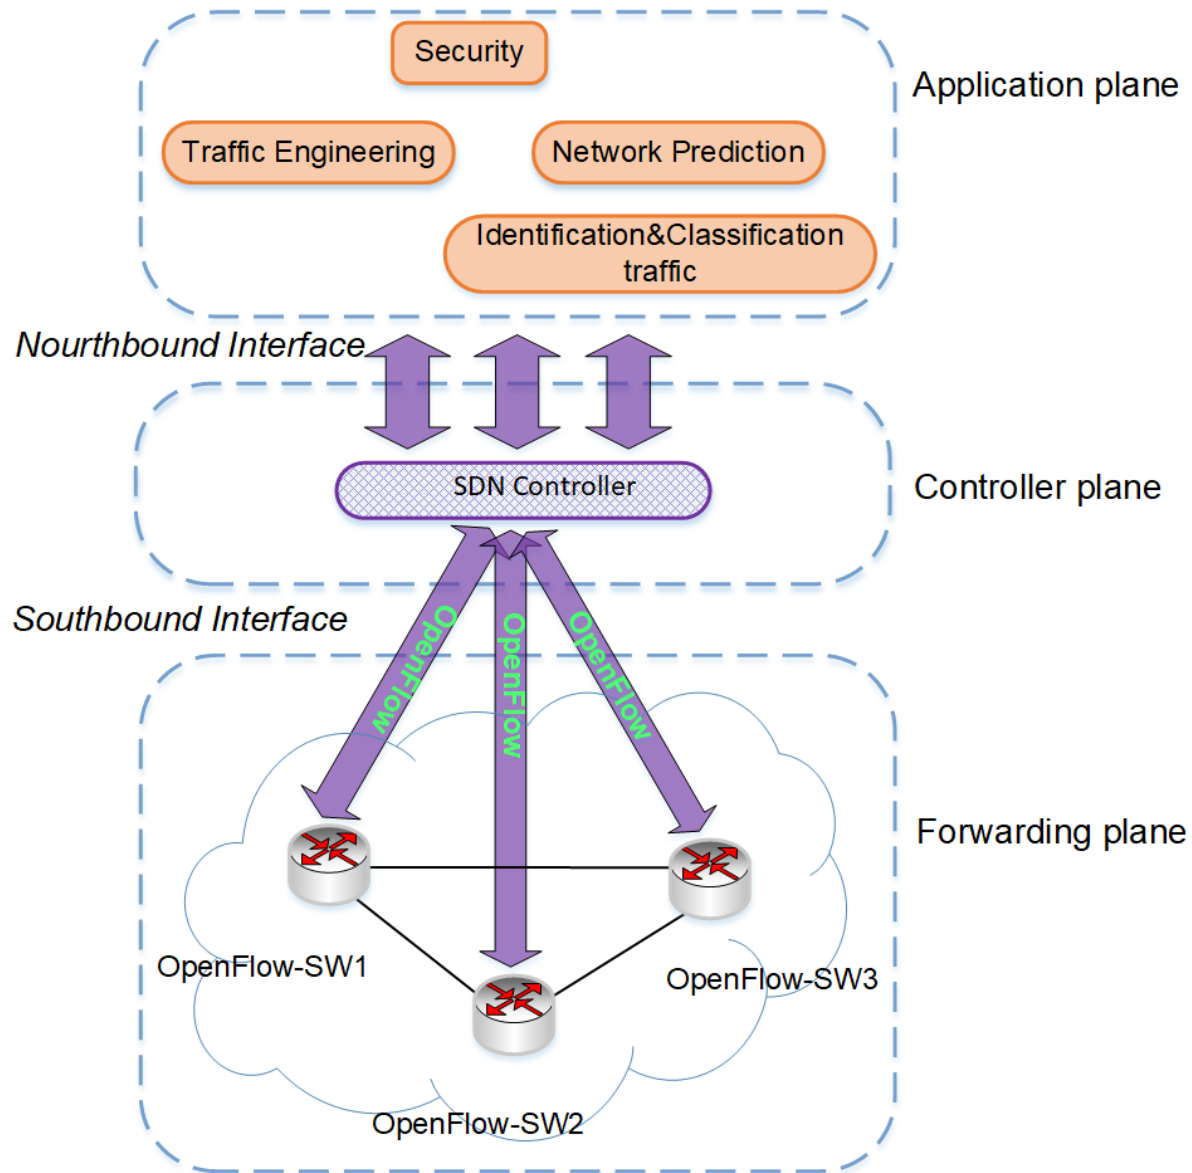 Security
Application plane
Traffic Engineering
Network Prediction
Identification&Classification
traffic
Nourthbound Interface
SDN Controller
Controller plane
Southbound Interface
OpenFlow
OpenFlow
OpenFlow
Forwarding plane
OpenFlow-SW1
OpenFlow-SW3
OpenFlow-SW2